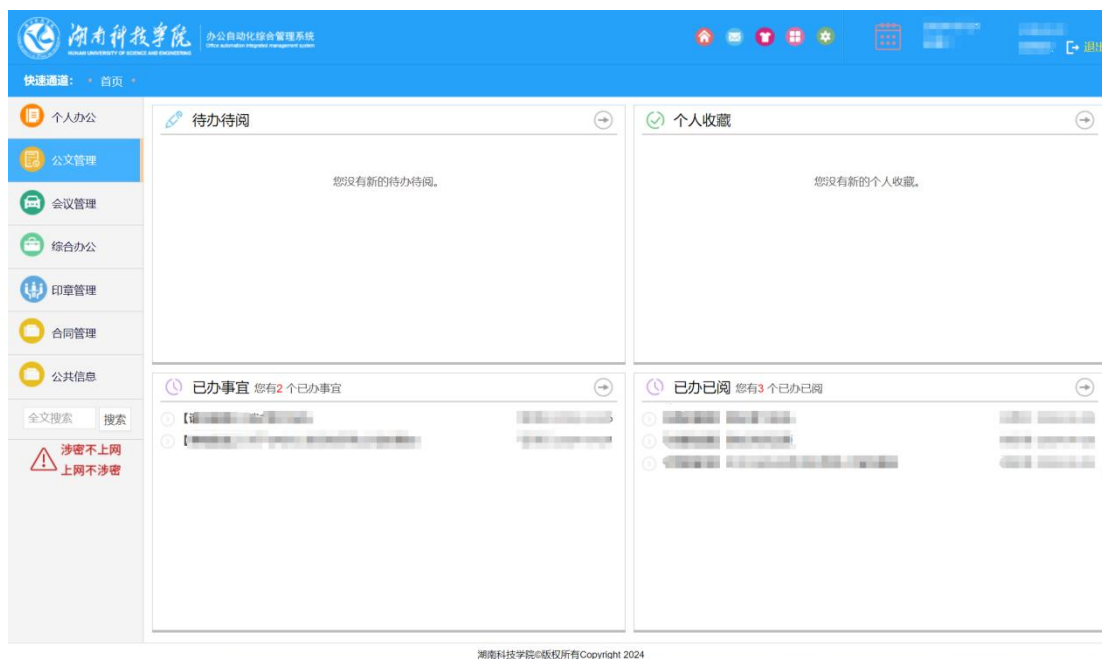 湖南科技学院 办公自动化综合管理系统
HUNAN UNIVERSITY OF SCIENCE AND ENGINEERING Office automation integrated management system
退出
快速通道： • 首页 •
个人办公
公文管理
会议管理
综合办公
印章管理
合同管理
公共信息
全文搜索 搜索
涉密不上网
上网不涉密
待办待阅
您没有新的待办待阅。
个人收藏
您没有新的个人收藏。
已办事宜 您有2 个已办事宜
已办已阅 您有3 个已办已阅
湖南科技学院©版权所有Copyright 2024